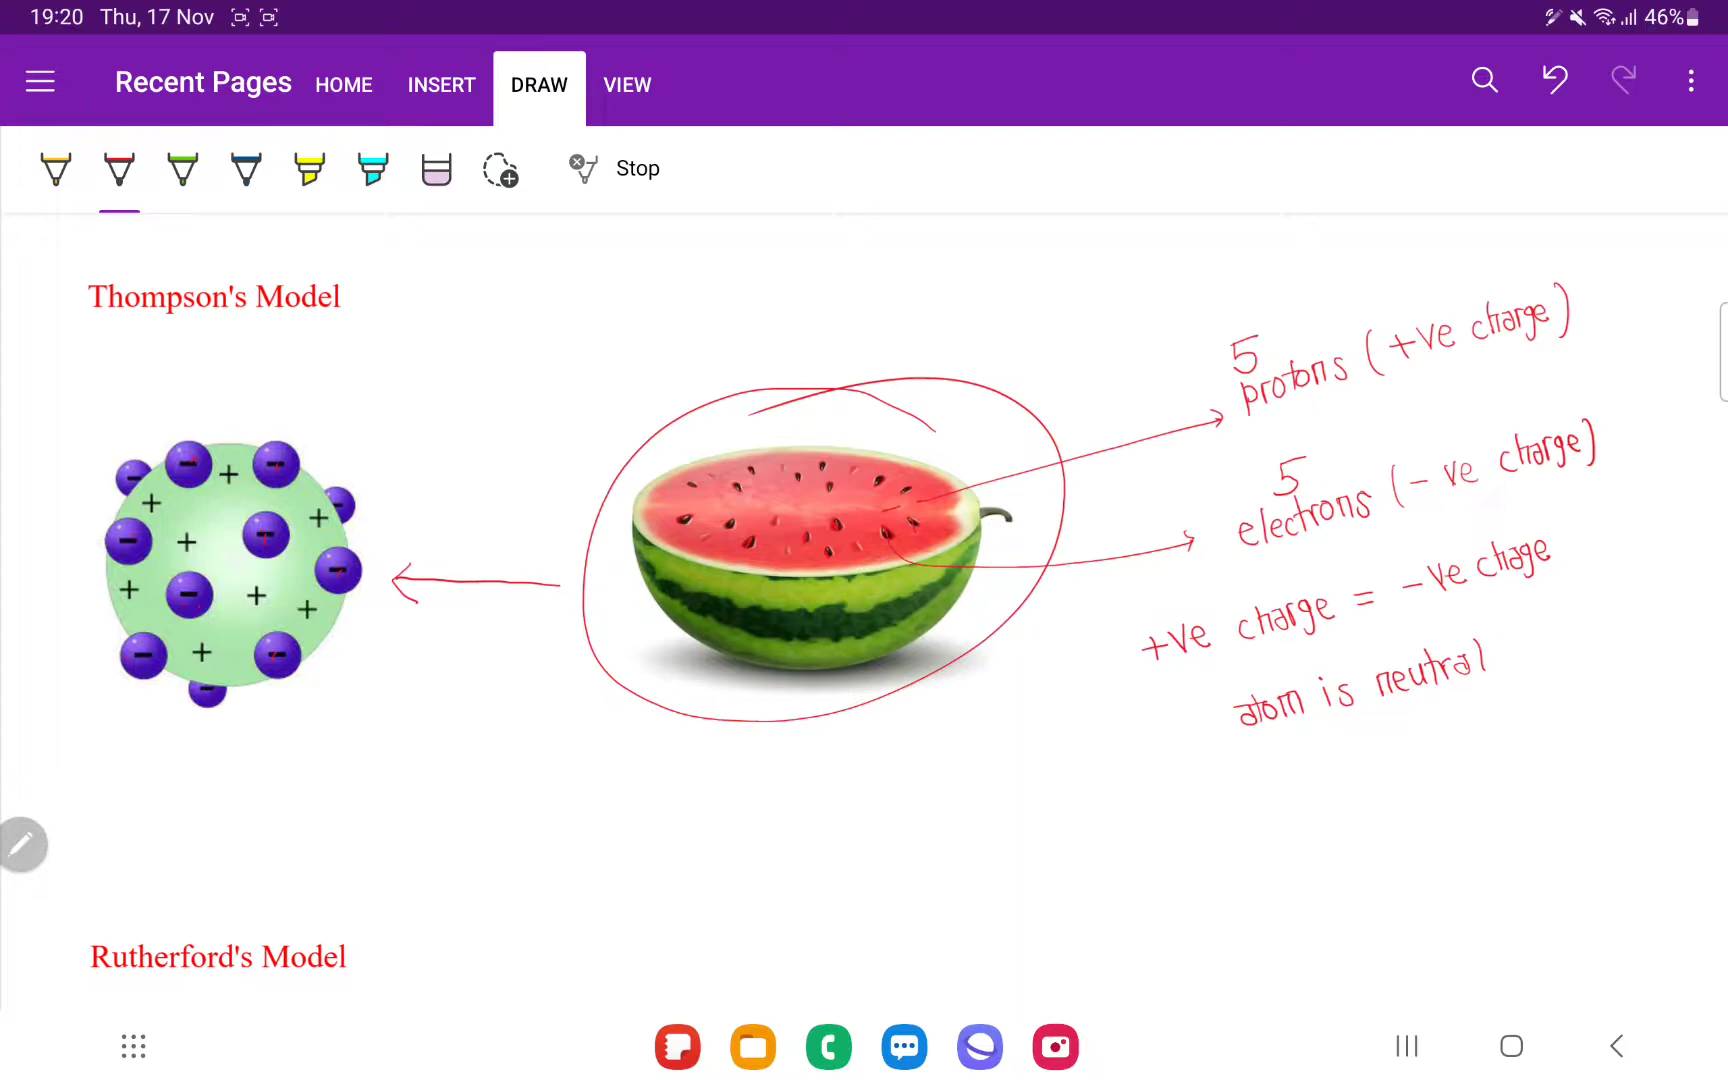 19:20 Thu, 17 Nov 46%
Recent Pages HOME INSERT DRAW VIEW
Stop
Thompson's Model
5
protons (+ve charge)
5
electrons (-ve charge)
+ve charge = -ve chage
atom is neutral
Rutherford's Model